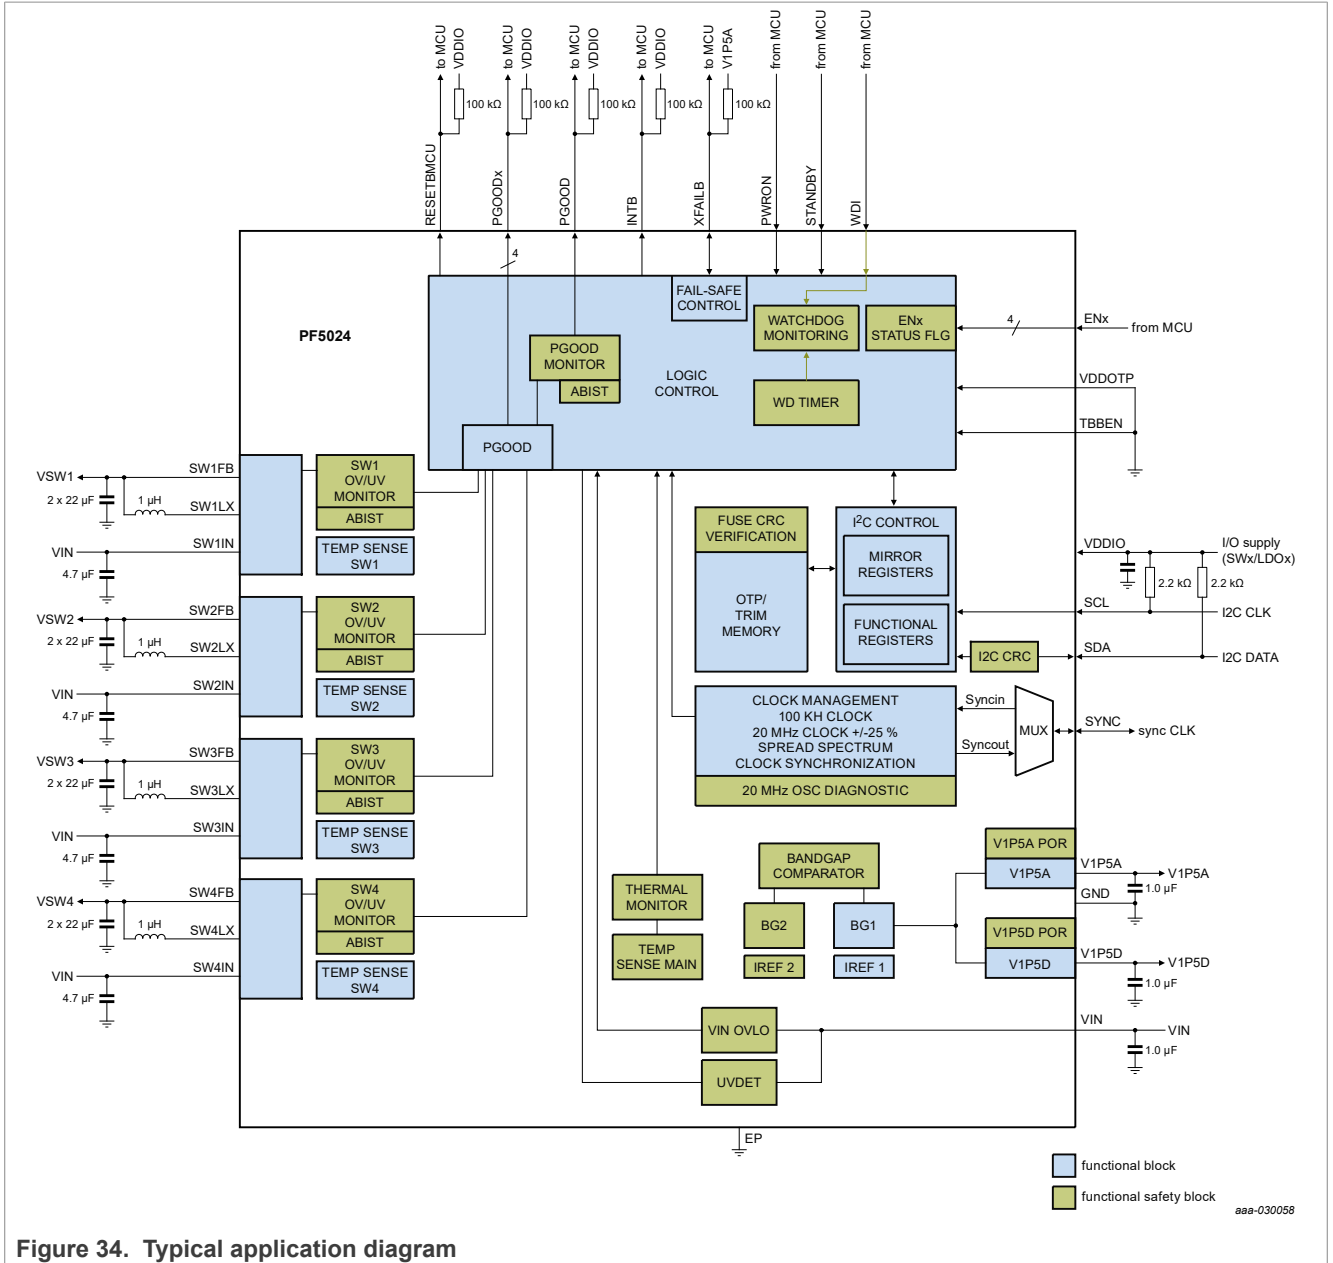 to MCU
VDDIO
to MCU
VDDIO
to MCU
VDDIO
to MCU
VDDIO
to MCU
V1P5A
from MCU
from MCU
from MCU
100 kΩ
100 kΩ
100 kΩ
100 kΩ
100 kΩ
RESETBMCU
PGOODx
PGOOD
INTB
XFAILB
PWRON
STANDBY
WDI
4
PF5024
FAIL-SAFE
CONTROL
WATCHDOG
MONITORING
ENx
STATUS FLG
4
ENx
from MCU
PGOOD
MONITOR
ABIST
LOGIC
CONTROL
WD TIMER
VDDOTP
TBBEN
PGOOD
VSW1
SW1FB
2 x 22 µF
1 µH
SW1LX
VIN
SW1IN
4.7 µF
SW1
OV/UV
MONITOR
ABIST
TEMP SENSE
SW1
VSW2
SW2FB
2 x 22 µF
1 µH
SW2LX
VIN
SW2IN
4.7 µF
SW2
OV/UV
MONITOR
ABIST
TEMP SENSE
SW2
VSW3
SW3FB
2 x 22 µF
1 µH
SW3LX
VIN
SW3IN
4.7 µF
SW3
OV/UV
MONITOR
ABIST
TEMP SENSE
SW3
VSW4
SW4FB
2 x 22 µF
1 µH
SW4LX
VIN
SW4IN
4.7 µF
SW4
OV/UV
MONITOR
ABIST
TEMP SENSE
SW4
FUSE CRC
VERIFICATION
OTP/
TRIM
MEMORY
I2C CONTROL
MIRROR
REGISTERS
FUNCTIONAL
REGISTERS
I2C CRC
VDDIO
I/O supply
(SWx/LDOx)
2.2 kΩ
2.2 kΩ
SCL
I2C CLK
SDA
I2C DATA
CLOCK MANAGEMENT
100 KH CLOCK
20 MHz CLOCK +/-25 %
SPREAD SPECTRUM
CLOCK SYNCHRONIZATION
20 MHz OSC DIAGNOSTIC
Syncin
Syncout
MUX
SYNC
sync CLK
THERMAL
MONITOR
TEMP
SENSE MAIN
BANDGAP
COMPARATOR
BG2
BG1
IREF 2
IREF 1
V1P5A POR
V1P5A
V1P5A
V1P5A
1.0 µF
GND
V1P5D POR
V1P5D
V1P5D
V1P5D
1.0 µF
VIN OVLO
UVDET
VIN
VIN
1.0 µF
EP
functional block
functional safety block
aaa-030058
Figure 34. Typical application diagram